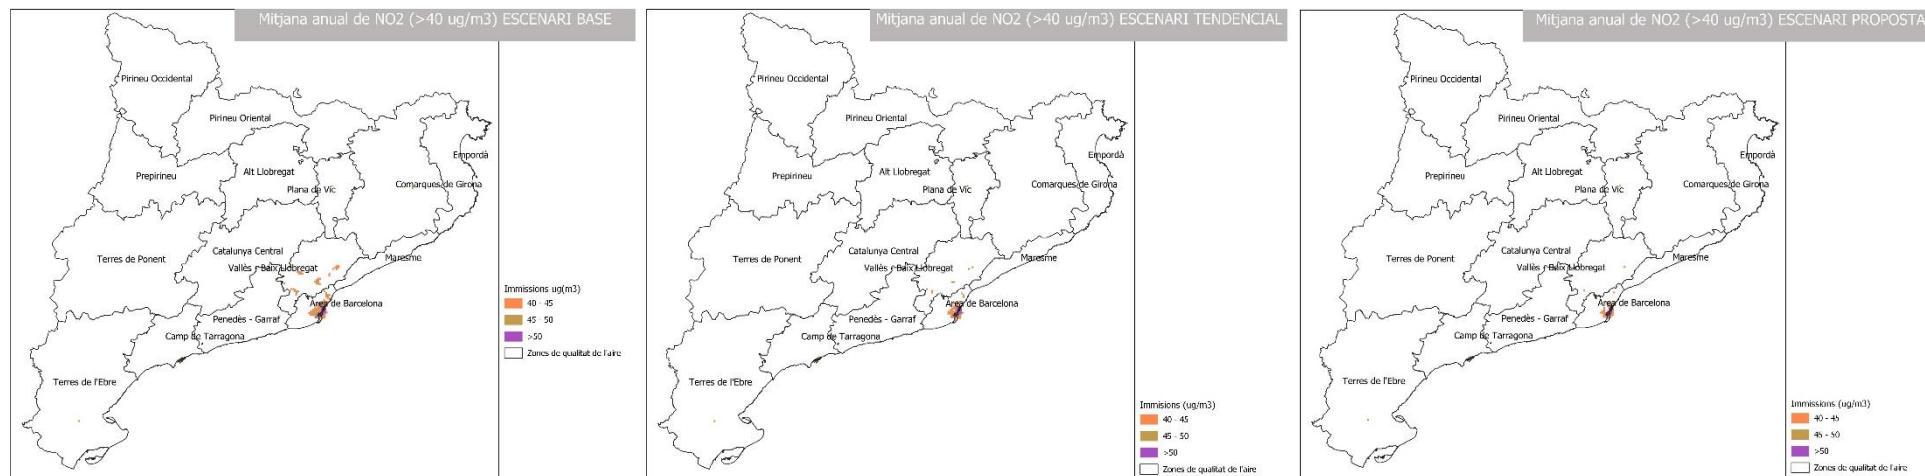 Mitjana anual de NO2 (>40 ug/m3) ESCENARI BASE
Pirineu Occidental
Pirineu Oriental
Empordà
Alt Llobregat
Prepirineu
Plana de Vic
Comarques de Girona
Catalunya Central
Terres de Ponent
Maresme
Vallès - Baix Llobregat
Immissions ug(m3)
40 - 45
Àrea de Barcelona
45 - 50
Penedès - Garraf
>50
Camp de Tarragona
Zones de qualitat de l'aire
Terres de l'Ebre
Mitjana anual de NO2 (>40 ug/m3) ESCENARI TENDENCIAL
Pirineu Occidental
Pirineu Oriental
Empordà
Alt Llobregat
Prepirineu
Plana de Vic
Comarques de Girona
Catalunya Central
Terres de Ponent
Maresme
Vallès - Baix Llobregat
Àrea de Barcelona
Penedès - Garraf
Camp de Tarragona
Terres de l'Ebre
Immisions (ug/m3)
40 - 45
45 - 50
>50
Zones de qualitat de l'aire
Mitjana anual de NO2 (>40 ug/m3) ESCENARI PROPOSTA
Pirineu Occidental
Pirineu Oriental
Empordà
Alt Llobregat
Prepirineu
Plana de Vic
Comarques de Girona
Catalunya Central
Terres de Ponent
Maresme
Vallès - Baix Llobregat
Àrea de Barcelona
Penedès - Garraf
Camp de Tarragona
Terres de l'Ebre
Immisions (ug/m3)
40 - 45
45 - 50
>50
Zones de qualitat de l'aire